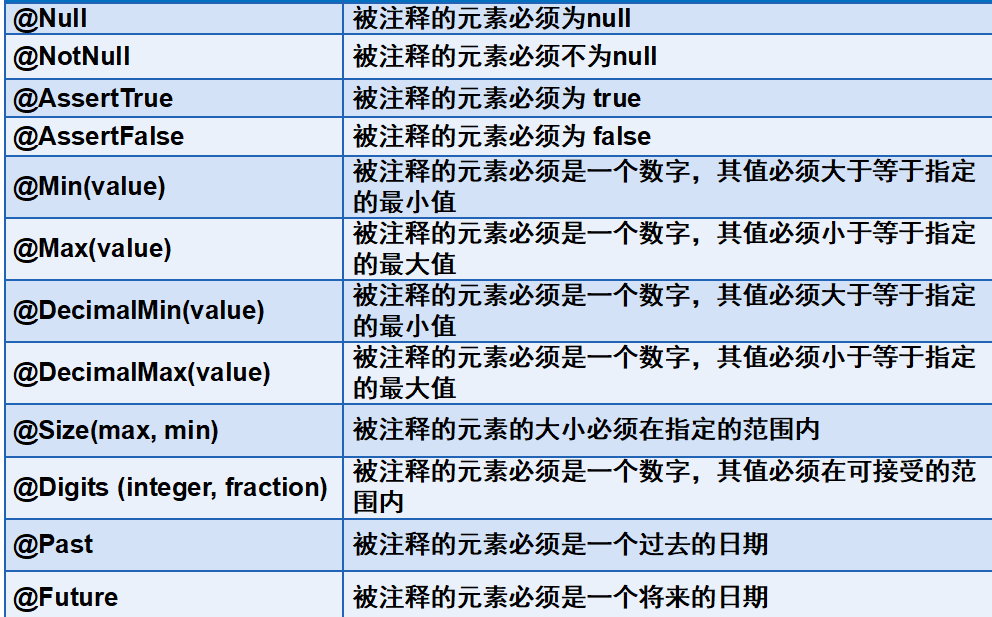 @Null
被注释的元素必须为null
@NotNull
被注释的元素必须不为null
@AssertTrue
被注释的元素必须为 true
@AssertFalse
被注释的元素必须为 false
@Min(value)
被注释的元素必须是一个数字，其值必须大于等于指定
的最小值
@Max(value)
被注释的元素必须是一个数字，其值必须小于等于指定
的最大值
@DecimalMin(value)
被注释的元素必须是一个数字，其值必须大于等于指定
的最小值
@DecimalMax(value)
被注释的元素必须是一个数字，其值必须小于等于指定
的最大值
@Size(max, min)
被注释的元素的大小必须在指定的范围内
@Digits (integer, fraction)
被注释的元素必须是一个数字，其值必须在可接受的范
围内
@Past
被注释的元素必须是一个过去的日期
@Future
被注释的元素必须是一个将来的日期